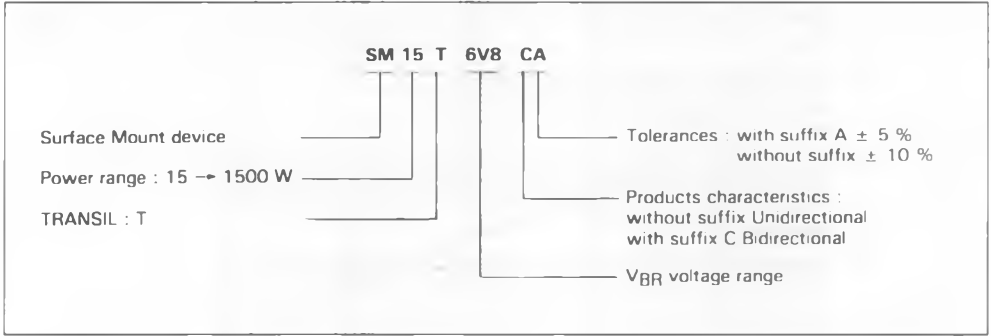 SM 15 T 6V8 CA
Surface Mount device
Power range : 15 → 1500 W
TRANSIL : T
Tolerances : with suffix A ± 5 %
without suffix ± 10 %
Products characteristics :
without suffix Unidirectional
with suffix C Bidirectional
VBR voltage range